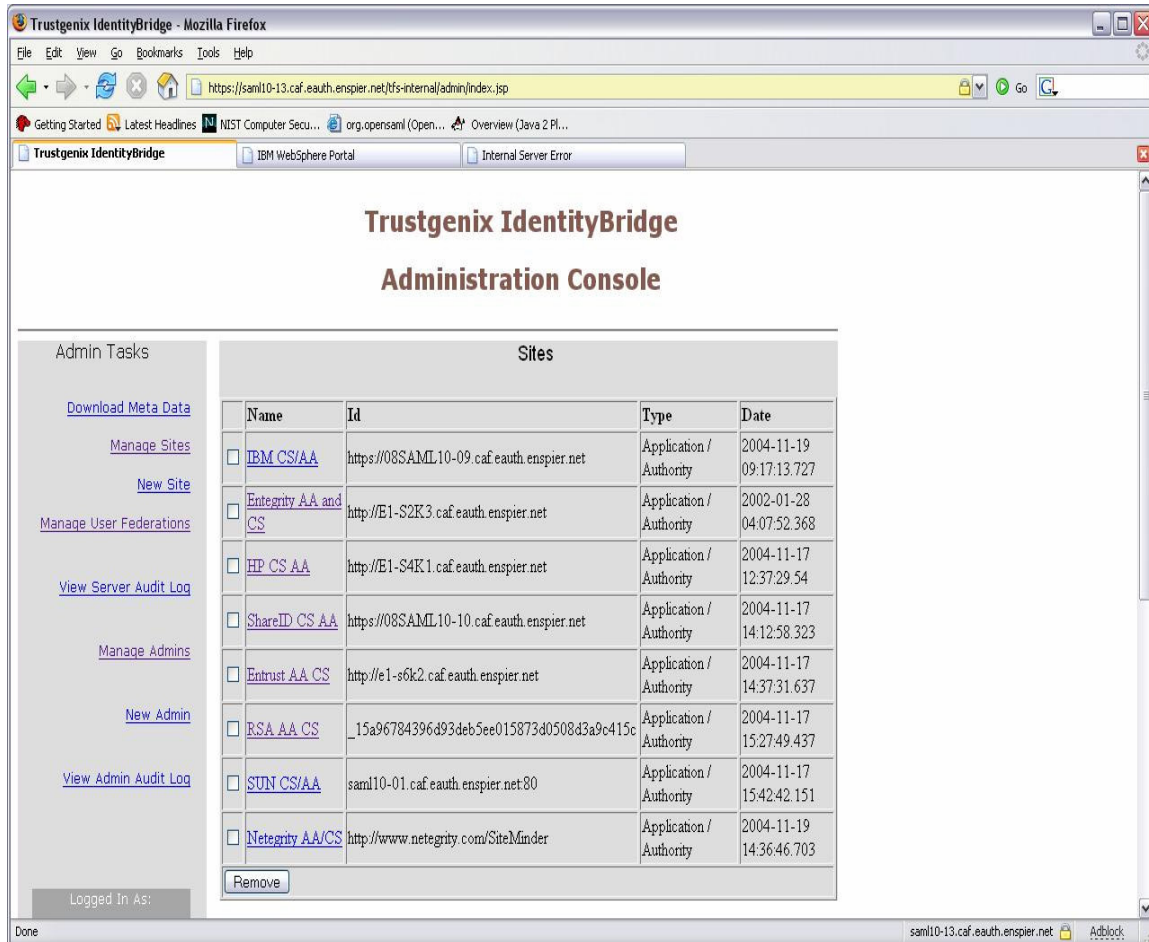 Trustgenix IdentityBridge - Mozilla Firefox
File Edit View Go Bookmarks Tools Help
https://saml10-13.caf.eauth.enspier.net/tfs-internal/admin/index.jsp
Go
Getting Started Latest Headlines NIST Computer Secu... org.opensaml (Open... Overview (Java 2 Pl...
Trustgenix IdentityBridge IBM WebSphere Portal Internal Server Error
Trustgenix IdentityBridge
Administration Console
Admin Tasks
Download Meta Data
Manage Sites
New Site
Manage User Federations
View Server Audit Log
Manage Admins
New Admin
View Admin Audit Log
Logged In As:
Sites
Name Id Type Date
IBM CS/AA https://08SAML10-09.caf.eauth.enspier.net Application / Authority 2004-11-19 09:17:13.727
Entegrity AA and CS http://E1-S2K3.caf.eauth.enspier.net Application / Authority 2002-01-28 04:07:52.368
HP CS AA http://E1-S4K1.caf.eauth.enspier.net Application / Authority 2004-11-17 12:37:29.54
ShareID CS AA https://08SAML10-10.caf.eauth.enspier.net Application / Authority 2004-11-17 14:12:58.323
Entrust AA CS http://e1-s6k2.caf.eauth.enspier.net Application / Authority 2004-11-17 14:37:31.637
RSA AA CS _15a96784396d93deb5ee015873d0508d3a9c415c Application / Authority 2004-11-17 15:27:49.437
SUN CS/AA saml10-01.caf.eauth.enspier.net:80 Application / Authority 2004-11-17 15:42:42.151
Netegrity AA/CS http://www.netegrity.com/SiteMinder Application / Authority 2004-11-19 14:36:46.703
Remove
Done saml10-13.caf.eauth.enspier.net Adblock